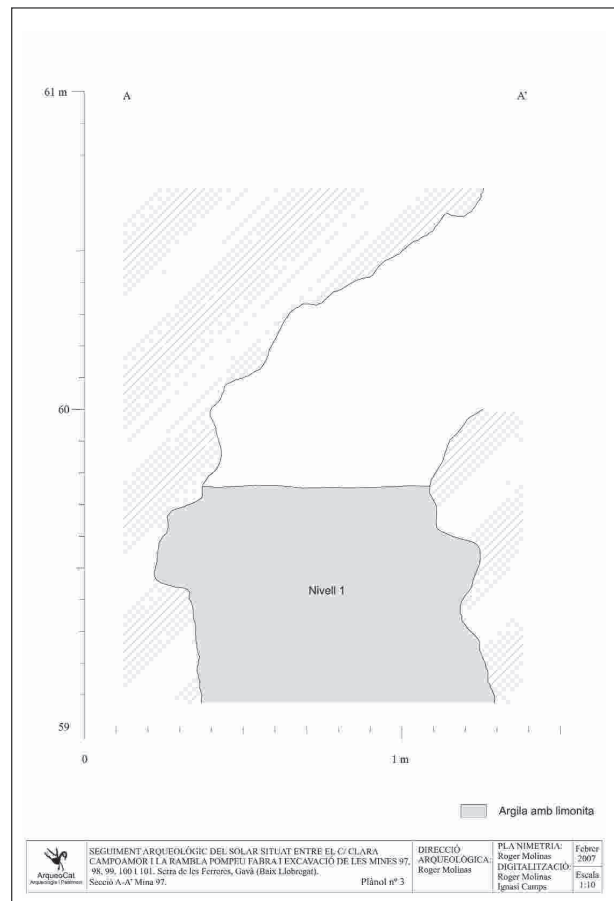 61 m
A
A'
60
Nivell 1
59
0
1 m
Argila amb limonita
ArqueoCat
Arqueologia i Patrimoni
SEGUIMENT ARQUEOLÒGIC DEL SOLAR SITUAT ENTRE EL C/ CLARA
CAMPOAMOR I LA RAMBLA POMPEU FABRA I EXCAVACIÓ DE LES MINES 97,
98, 99, 100 I 101. Serra de les Ferreres, Gavà (Baix Llobregat).
Secció A-A' Mina 97.
Plànol nº 3
DIRECCIÓ
ARQUEOLÒGICA:
Roger Molinas
PLANIMETRIA:
Roger Molinas
DIGITALITZACIÓ:
Roger Molinas
Ignasi Camps
Febrer
2007
Escala
1:10